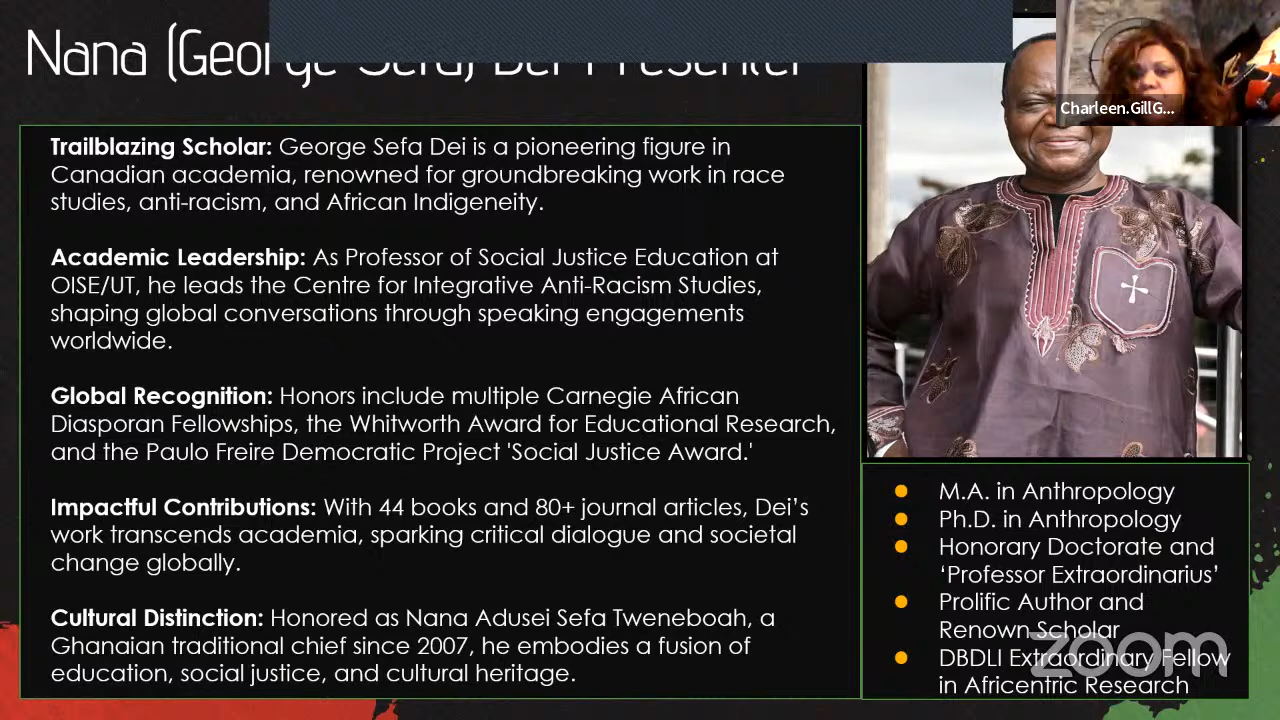 Nana (George Sefa) Dei Presenter
Charleen.GillG...
Trailblazing Scholar: George Sefa Dei is a pioneering figure in
Canadian academia, renowned for groundbreaking work in race
studies, anti-racism, and African Indigeneity.
Academic Leadership: As Professor of Social Justice Education at
OISE/UT, he leads the Centre for Integrative Anti-Racism Studies,
shaping global conversations through speaking engagements
worldwide.
Global Recognition: Honors include multiple Carnegie African
Diasporan Fellowships, the Whitworth Award for Educational Research,
and the Paulo Freire Democratic Project 'Social Justice Award.'
Impactful Contributions: With 44 books and 80+ journal articles, Dei’s
work transcends academia, sparking critical dialogue and societal
change globally.
Cultural Distinction: Honored as Nana Adusei Sefa Tweneboah, a
Ghanaian traditional chief since 2007, he embodies a fusion of
education, social justice, and cultural heritage.
M.A. in Anthropology
Ph.D. in Anthropology
Honorary Doctorate and
‘Professor Extraordinarius’
Prolific Author and
Renown Scholar
DBDLI Extraordinary Fellow
in Africentric Research
zoom